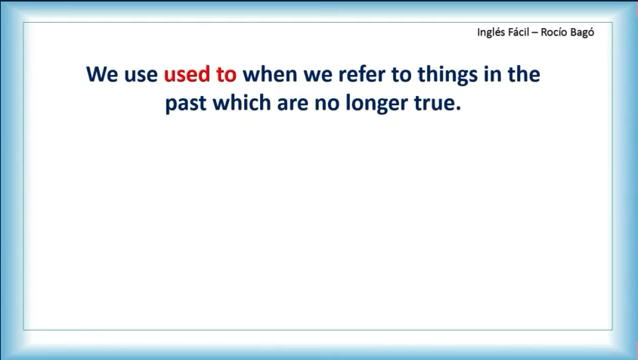 Inglés Fácil – Rocío Bagó
We use used to when we refer to things in the
past which are no longer true.